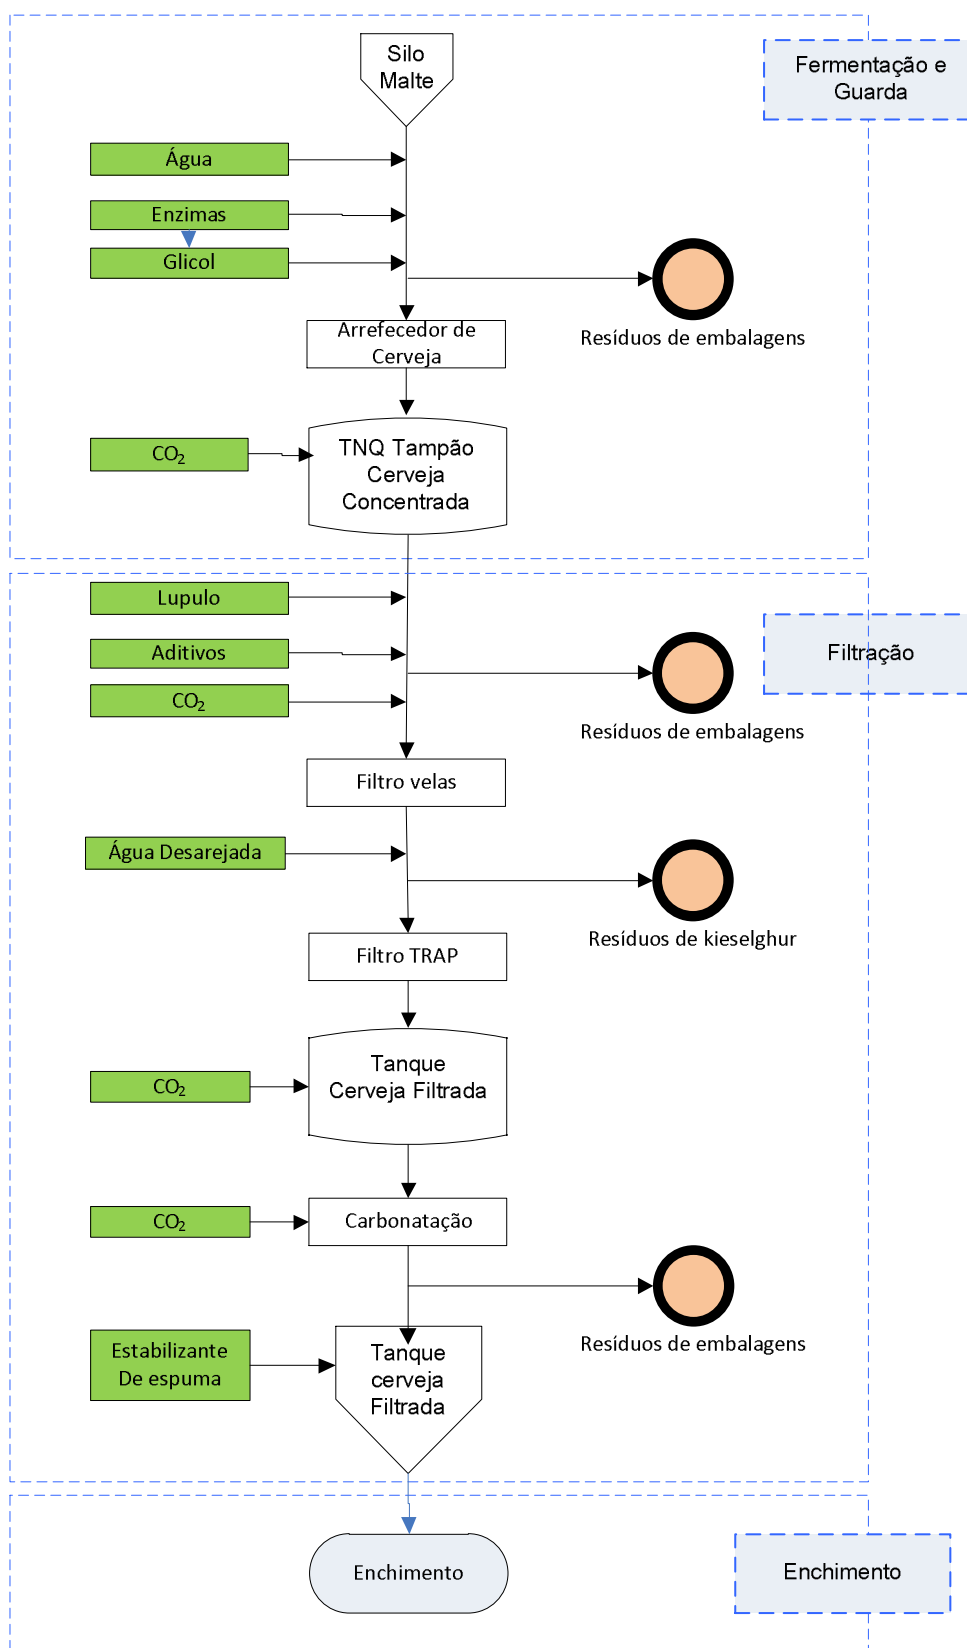 Silo
Malte
Fermentação e
Guarda
Água
Enzimas
Glicol
Resíduos de embalagens
Arrefecedor de
Cerveja
CO₂
TNQ Tampão
Cerveja
Concentrada
Lupulo
Aditivos
Filtração
CO₂
Resíduos de embalagens
Filtro velas
Água Desarejada
Resíduos de kieselghur
Filtro TRAP
Tanque
Cerveja Filtrada
CO₂
CO₂
Carbonatação
Resíduos de embalagens
Estabilizante
De espuma
Tanque
cerveja
Filtrada
Enchimento
Enchimento